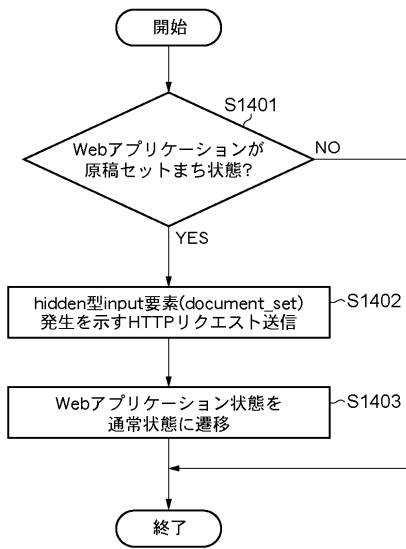 開始
S1401
Webアプリケーションが
原稿セットまち状態?
NO
YES
hidden型input要素(document_set)
発生を示すHTTPリクエスト送信
S1402
Webアプリケーション状態を
通常状態に遷移
S1403
終了